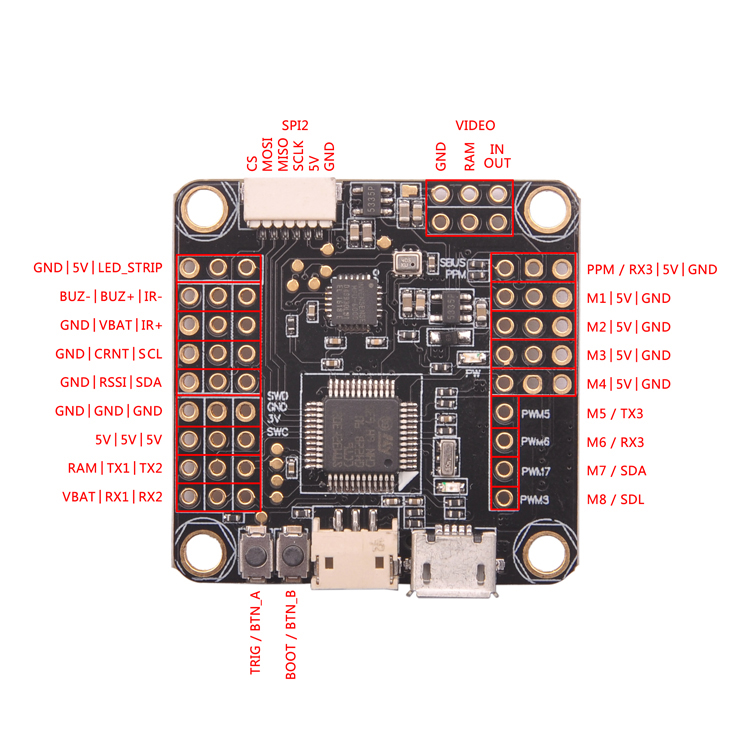 SPI2
VIDEO
CS
MOSI
MISO
SCLK
5V
GND
GND
RAM
IN
OUT
5335P
SBUS
PPM
GND|5V|LED_STRIP
BUZ-|BUZ+|IR-
GND|VBAT|IR+
GND|CRNT|SCL
GND|RSSI|SDA
GND|GND|GND
5V|5V|5V
RAM|TX1|TX2
VBAT|RX1|RX2
PW
SWD
GND
3V
SWC
PPM / RX3|5V|GND
M1|5V|GND
M2|5V|GND
M3|5V|GND
M4|5V|GND
PWM5
M5 / TX3
PWM6
M6 / RX3
PWM7
M7 / SDA
PWM3
M8 / SDL
TRIG / BTN_A
BOOT / BTN_B